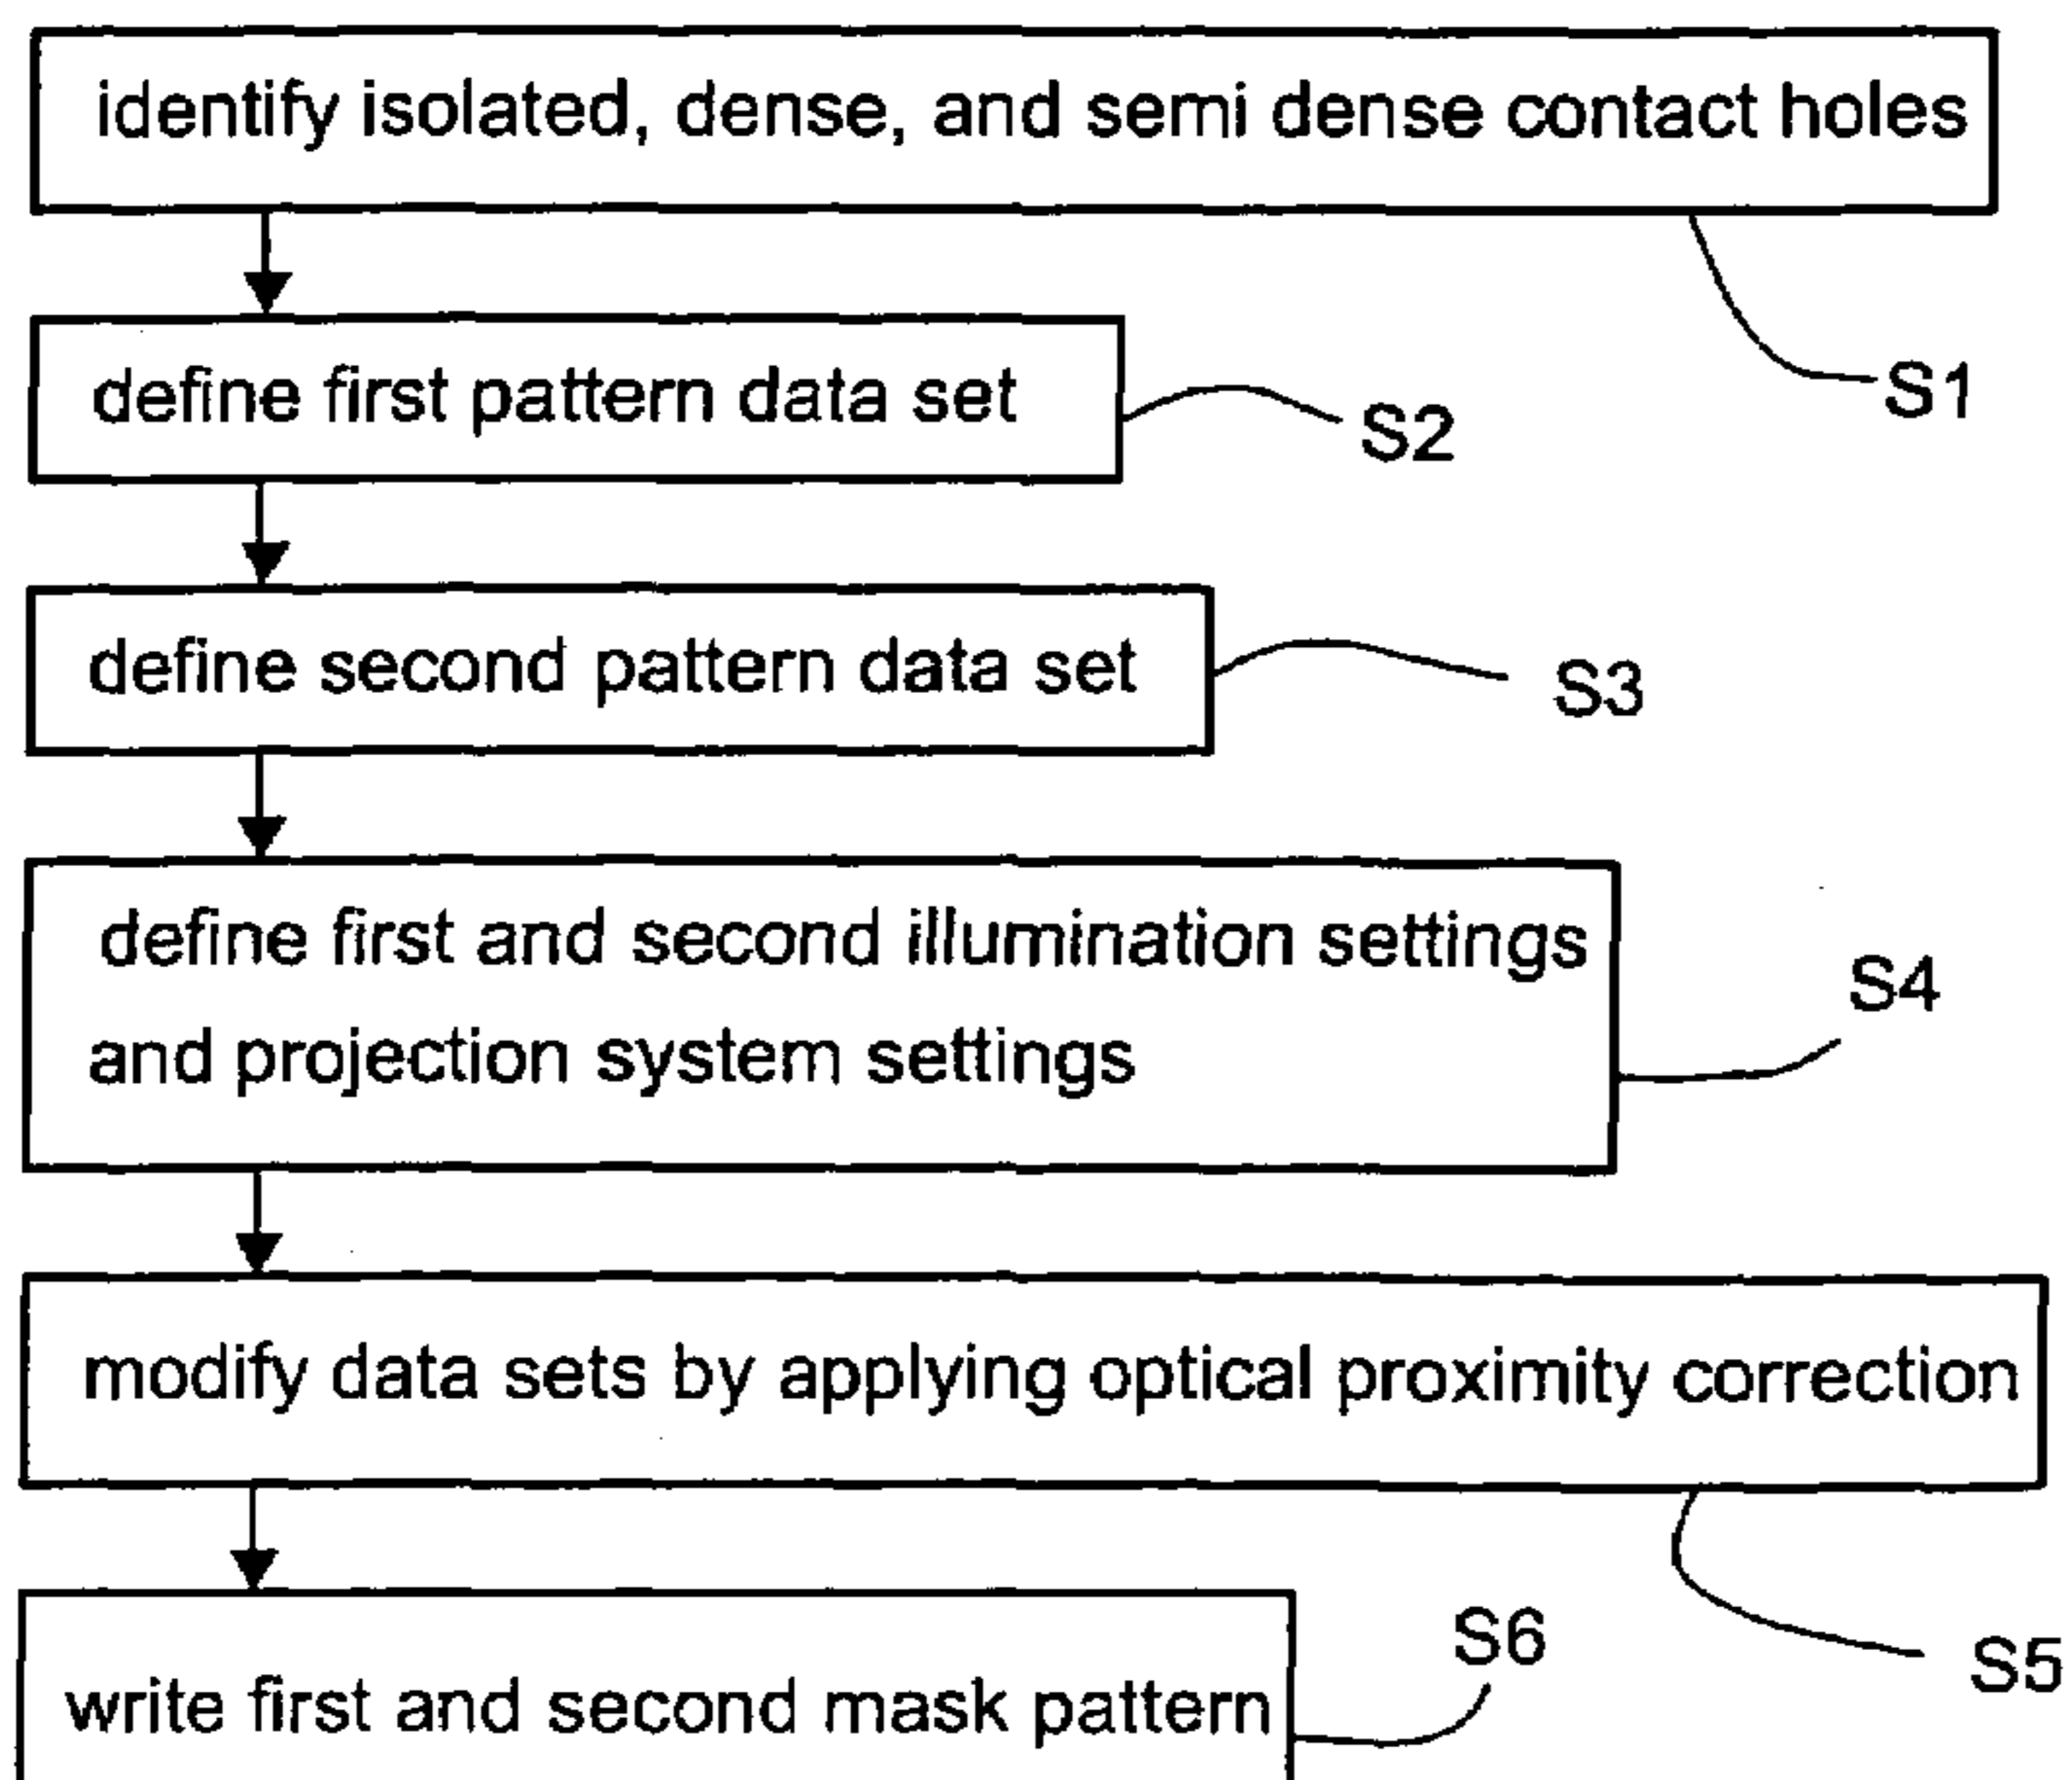 identify isolated, dense, and semi dense contact holes
S1
define first pattern data set
S2
define second pattern data set
S3
define first and second illumination settings
and projection system settings
S4
modify data sets by applying optical proximity correction
S5
write first and second mask pattern
S6